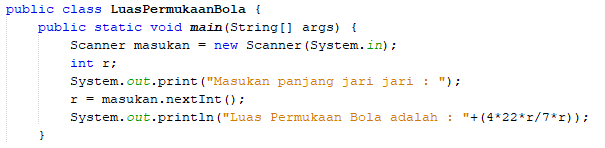 public class LuasPermukaanBola {
public static void main(String[] args) {
Scanner masukan = new Scanner(System.in);
int r;
System.out.print("Masukan panjang jari jari : ");
r = masukan.nextInt();
System.out.println("Luas Permukaan Bola adalah : "+(4*22*r/7*r));
}